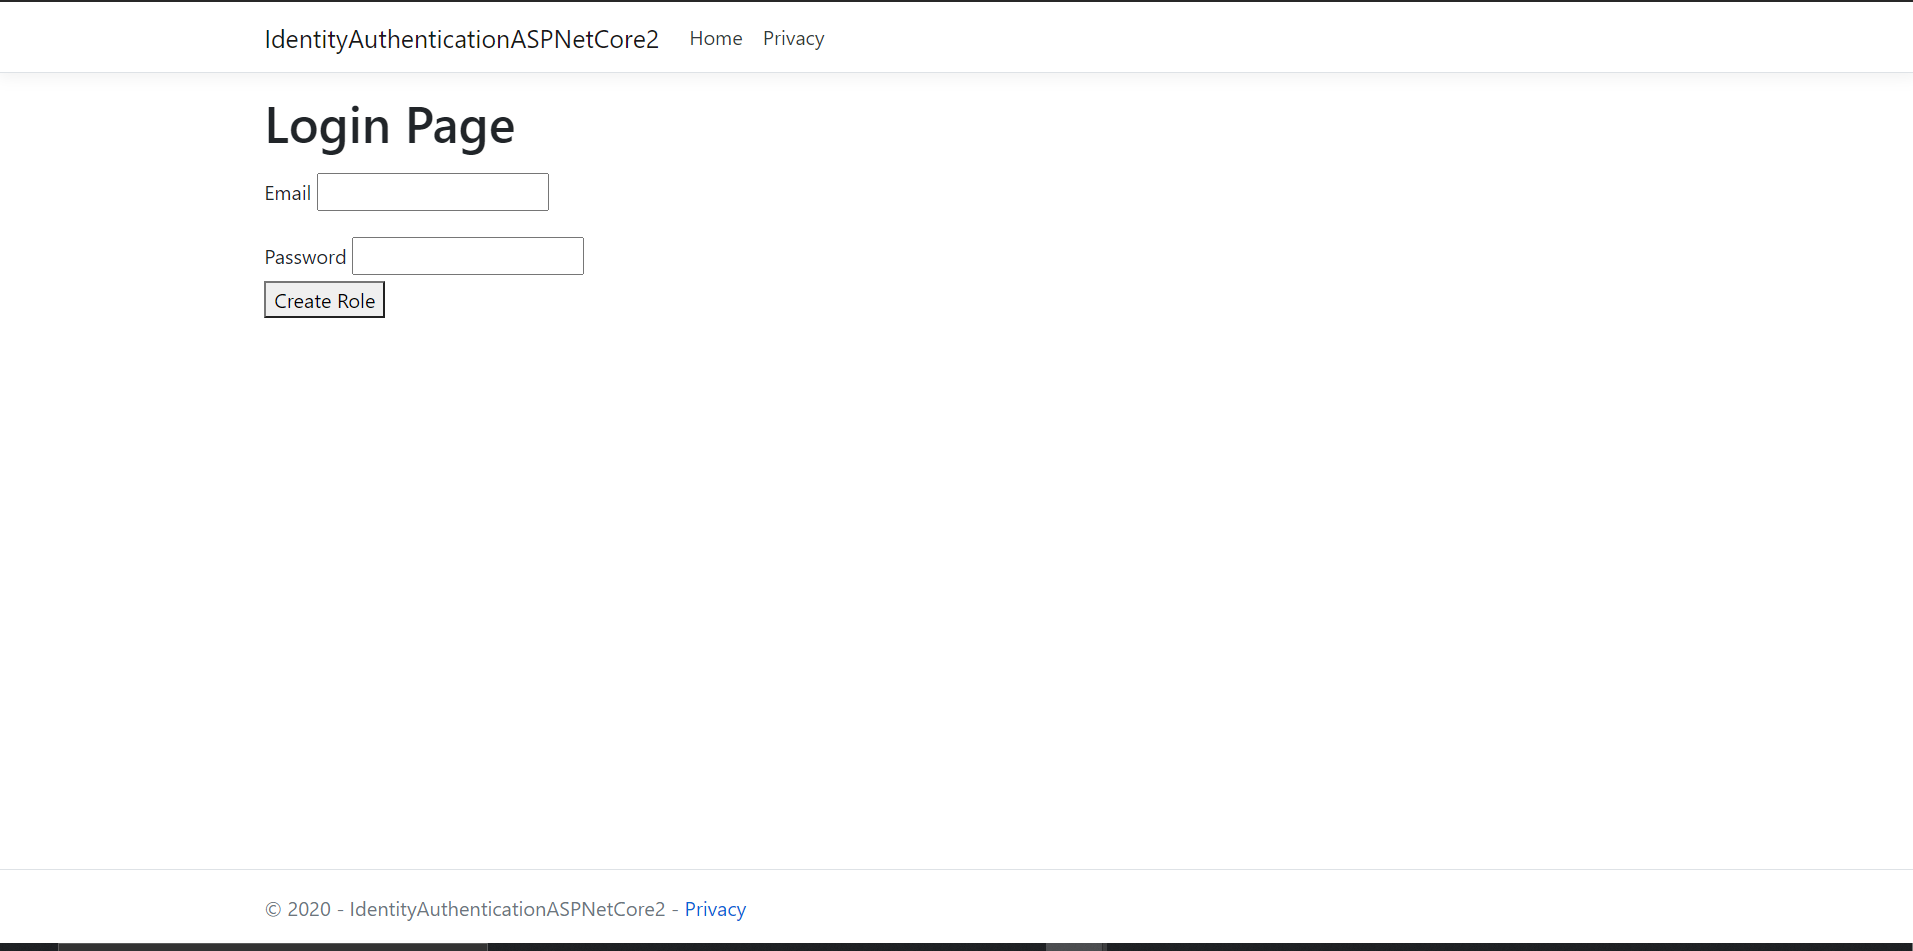 IdentityAuthenticationASPNetCore2 Home Privacy
Login Page
Email
Password
Create Role
© 2020 - IdentityAuthenticationASPNetCore2 - Privacy